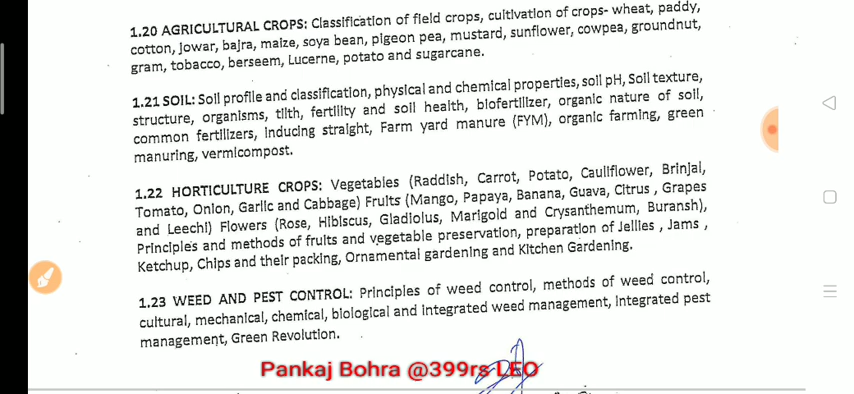 1.20 AGRICULTURAL CROPS: Classification of field crops, cultivation of crops- wheat, paddy,
cotton, jowar, bajra, maize, soya bean, pigeon pea, mustard, sunflower, cowpea, groundnut,
gram, tobacco, berseem, Lucerne, potato and sugarcane.
1.21 SOIL: Soil profile and classification, physical and chemical properties, soil pH, Soil texture,
structure, organisms, tilth, fertility and soil health, biofertilizer, organic nature of soil,
common fertilizers, inducing straight, Farm yard manure (FYM), organic farming, green
manuring, vermicompost.
1.22 HORTICULTURE CROPS: Vegetables (Raddish, Carrot, Potato, Cauliflower, Brinjal,
Tomato, Onion, Garlic and Cabbage) Fruits (Mango, Papaya, Banana, Guava, Citrus , Grapes
and Leechi) Flowers (Rose, Hibiscus, Gladiolus, Marigold and Crysanthemum, Buransh),
Principles and methods of fruits and vegetable preservation, preparation of Jellies , Jams ,
Ketchup, Chips and their packing, Ornamental gardening and Kitchen Gardening.
1.23 WEED AND PEST CONTROL: Principles of weed control, methods of weed control,
cultural, mechanical, chemical, biological and integrated weed management, integrated pest
management, Green Revolution.
Pankaj Bohra @399rs LEO